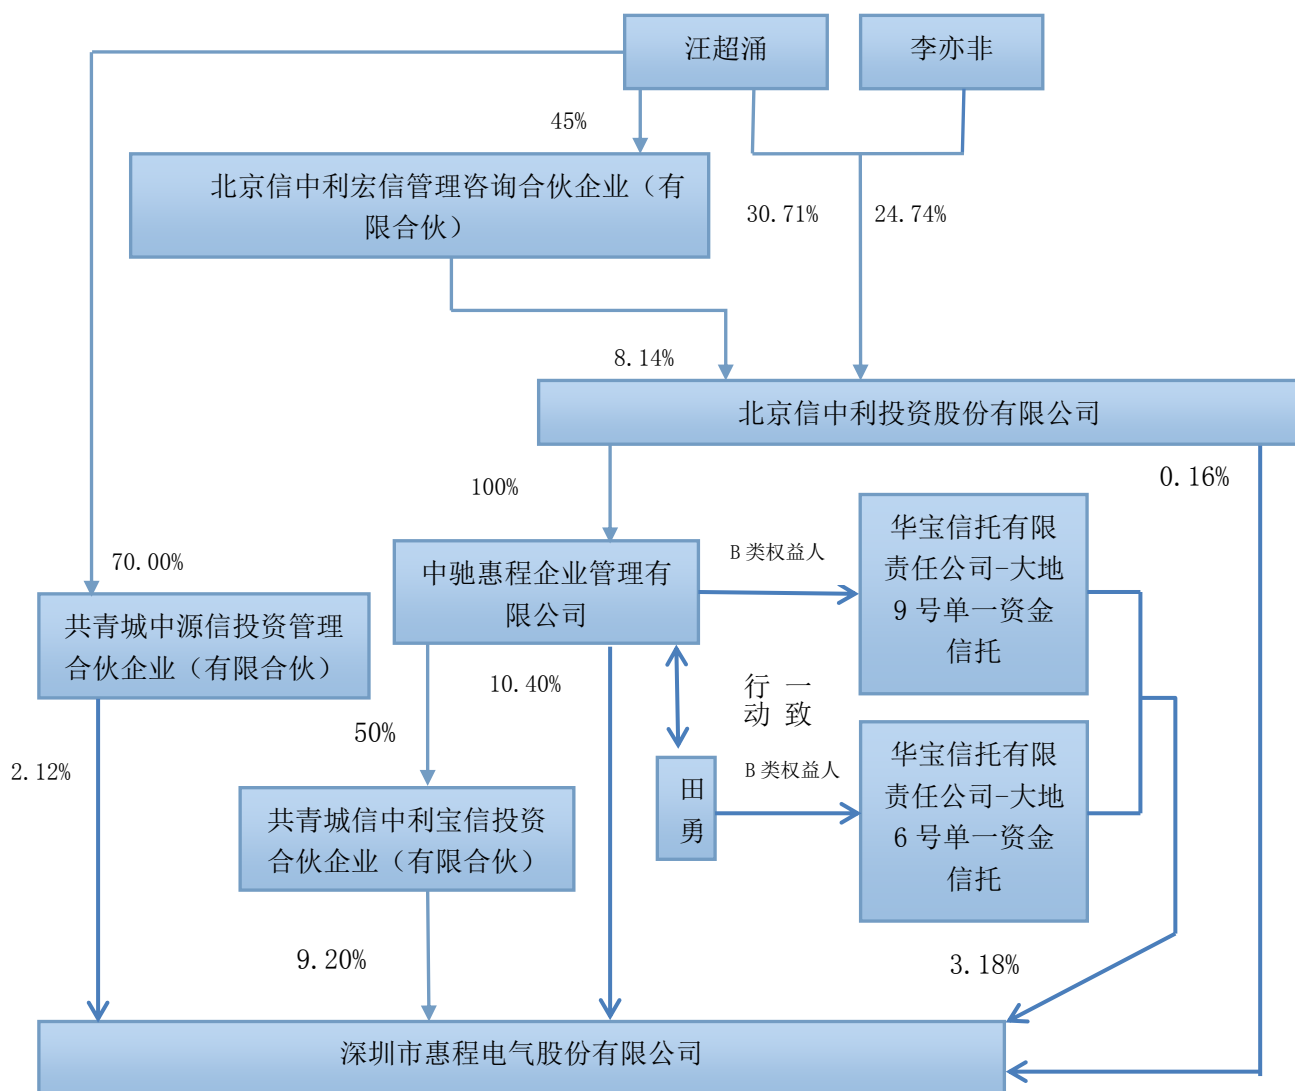 汪超涌
李亦非
45%
北京信中利宏信管理咨询合伙企业（有
限合伙）
30.71%
24.74%
8.14%
北京信中利投资股份有限公司
100%
0.16%
70.00%
中驰惠程企业管理有
限公司
B 类权益人
华宝信托有限
责任公司-大地
9 号单一资金
信托
共青城中源信投资管理
合伙企业（有限合伙）
10.40%
一致
行动
50%
2.12%
田
勇
B 类权益人
华宝信托有限
责任公司-大地
6 号单一资金
信托
共青城信中利宝信投资
合伙企业（有限合伙）
9.20%
3.18%
深圳市惠程电气股份有限公司